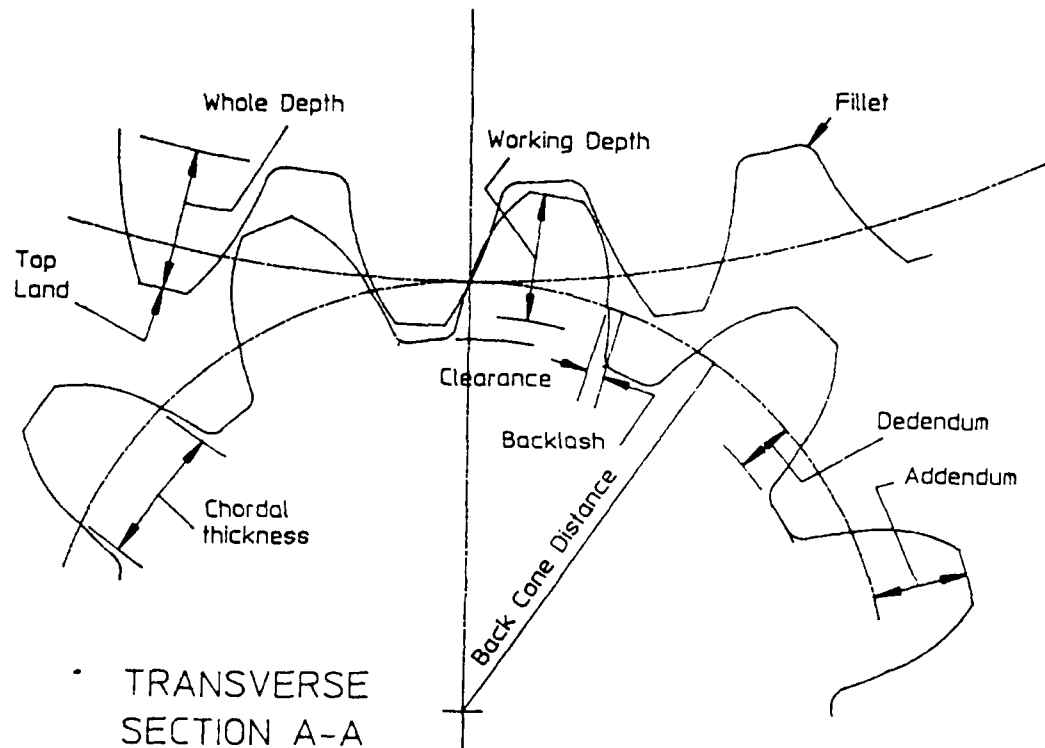 Whole Depth
Fillet
Working Depth
Top
Land
Clearance
Backlash
Dedendum
Addendum
Chordal
thickness
Back Cone Distance
TRANSVERSE
SECTION A-A